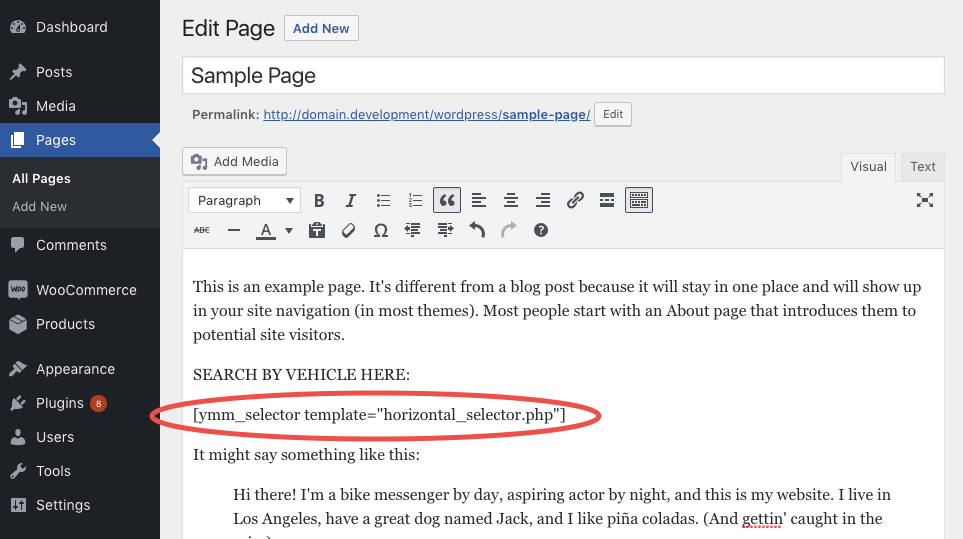 Dashboard
Posts
Media
Pages
All Pages
Add New
Comments
WOO
WooCommerce
Products
Appearance
Plugins 8
Users
Tools
Settings
Edit Page Add New
Sample Page
Permalink: http://domain.development/wordpress/sample-page/ Edit
Add Media
Visual Text
Paragraph B I
ABC A Ω ?
This is an example page. It's different from a blog post because it will stay in one place and will show up
in your site navigation (in most themes). Most people start with an About page that introduces them to
potential site visitors.
SEARCH BY VEHICLE HERE:
[ymm_selector template="horizontal_selector.php"]
It might say something like this:
Hi there! I'm a bike messenger by day, aspiring actor by night, and this is my website. I live in
Los Angeles, have a great dog named Jack, and I like piña coladas. (And gettin' caught in the